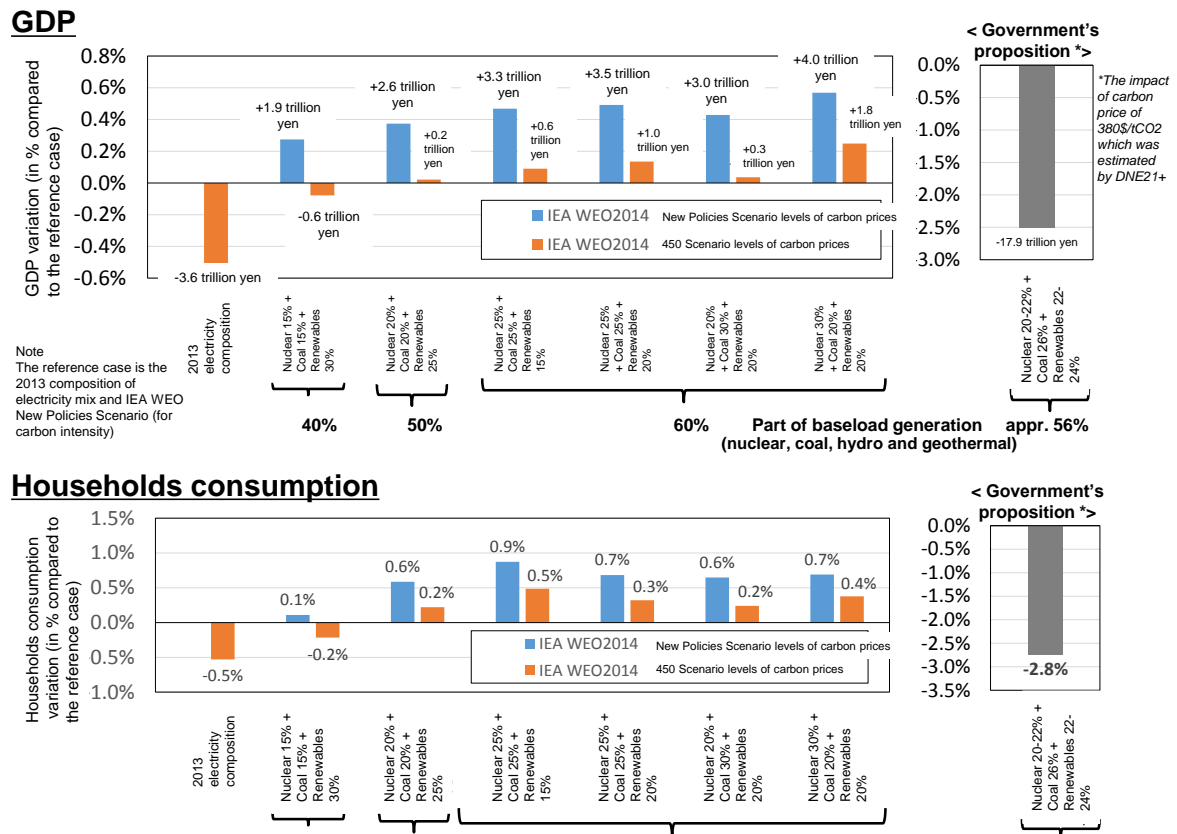 GDP
GDP variation (in % compared
to the reference case)
0.8%
0.6%
0.4%
0.2%
0.0%
-0.2%
-0.4%
-0.6%
-3.6 trillion yen
+1.9 trillion
yen
-0.6 trillion
yen
+2.6 trillion
yen
+0.2
trillion
yen
+3.3 trillion
yen
+0.6
trillion
yen
+3.5 trillion
yen
+1.0
trillion yen
+3.0 trillion
yen
+0.3
trillion yen
+4.0 trillion
yen
+1.8
trillion yen
IEA WEO2014 New Policies Scenario levels of carbon prices
IEA WEO2014 450 Scenario levels of carbon prices
2013
electricity
composition
Nuclear 15% +
Coal 15% +
Renewables
30%
Nuclear 20% +
Coal 20% +
Renewables
25%
Nuclear 25% +
Coal 25% +
Renewables
15%
Nuclear 25%
+ Coal 25% +
Renewables
20%
Nuclear 20%
+ Coal 30% +
Renewables
20%
Nuclear 30%
+ Coal 20% +
Renewables
20%
< Government's
proposition *>
0.0%
-0.5%
-1.0%
-1.5%
-2.0%
-2.5%
-3.0%
-17.9 trillion yen
*The impact
of carbon
price of
380$/tCO2
which was
estimated
by DNE21+
Nuclear 20-22% +
Coal 26% +
Renewables 22-
24%
Note
The reference case is the
2013 composition of
electricity mix and IEA WEO
New Policies Scenario (for
carbon intensity)
40%
50%
60%
Part of baseload generation
(nuclear, coal, hydro and geothermal)
appr. 56%
Households consumption
Households consumption
variation (in % compared to
the reference case)
1.5%
1.0%
0.5%
0.0%
0.5%
1.0%
-0.5%
0.1%
-0.2%
0.6%
0.2%
0.9%
0.5%
0.7%
0.3%
0.6%
0.2%
0.7%
0.4%
IEA WEO2014 New Policies Scenario levels of carbon prices
IEA WEO2014 450 Scenario levels of carbon prices
2013
electricity
composition
Nuclear 15% +
Coal 15% +
Renewables
30%
Nuclear 20% +
Coal 20% +
Renewables
25%
Nuclear 25% +
Coal 25% +
Renewables
15%
Nuclear 25% +
Coal 25% +
Renewables
20%
Nuclear 20% +
Coal 30% +
Renewables
20%
Nuclear 30% +
Coal 20% +
Renewables
20%
< Government's
proposition *>
0.0%
-0.5%
-1.0%
-1.5%
-2.0%
-2.5%
-3.0%
-3.5%
-2.8%
Nuclear 20-22% +
Coal 26% +
Renewables 22-
24%